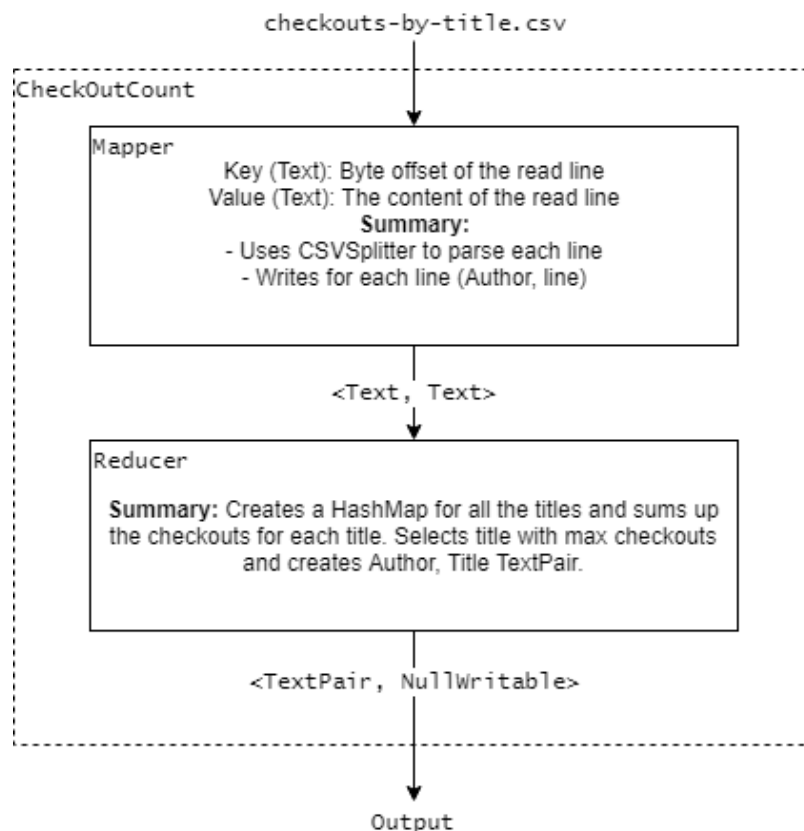 checkouts-by-title.csv
CheckOutCount
Mapper
Key (Text): Byte offset of the read line
Value (Text): The content of the read line
Summary:
- Uses CSVSplitter to parse each line
- Writes for each line (Author, line)
<Text, Text>
Reducer
Summary: Creates a HashMap for all the titles and sums up
the checkouts for each title. Selects title with max checkouts
and creates Author, Title TextPair.
<TextPair, NullWritable>
Output